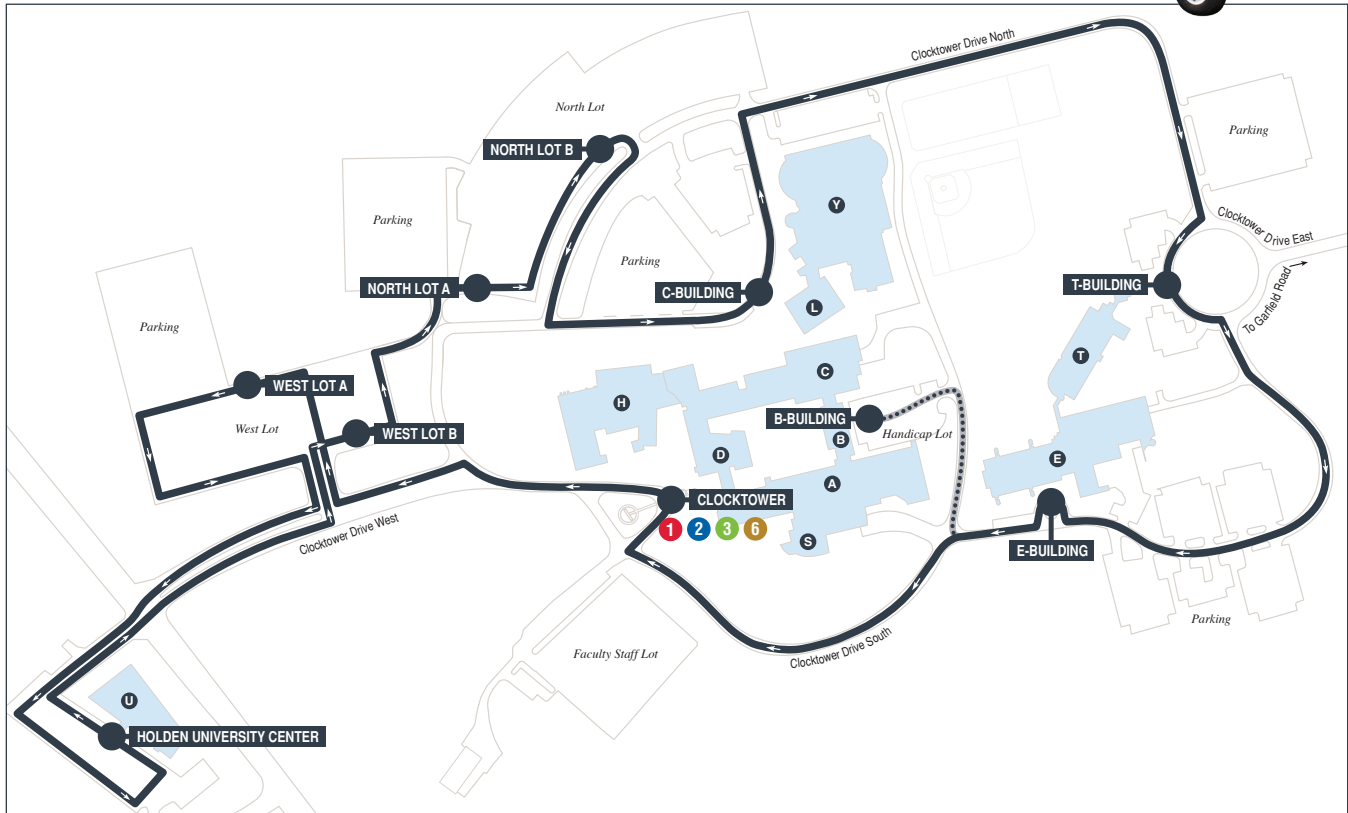 Clocktower Drive North
North Lot
Parking
NORTH LOT B
Y
Parking
Clocktower Drive East
Parking
NORTH LOT A
C-BUILDING
T-BUILDING
To Garfield Road
L
Parking
T
WEST LOT A
C
H
B-BUILDING
West Lot
WEST LOT B
Handicap Lot
B
D
E
A
CLOCKTOWER
1 2 3 6
Clocktower Drive West
S
E-BUILDING
Parking
Clocktower Drive South
Faculty Staff Lot
U
HOLDEN UNIVERSITY CENTER